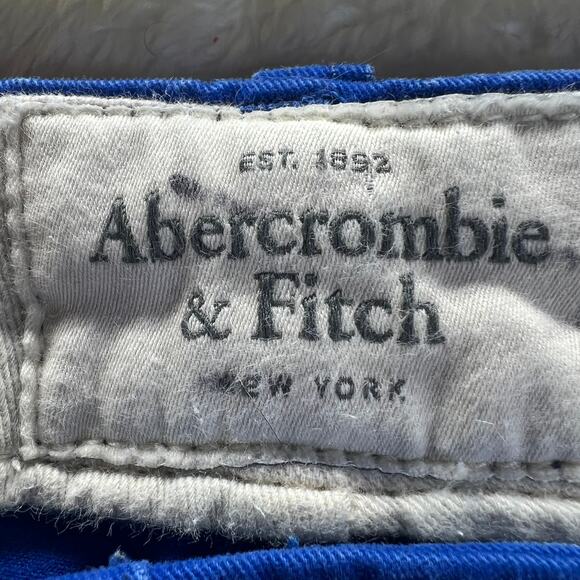 EST. 1892
Abercrombie
& Fitch
NEW YORK